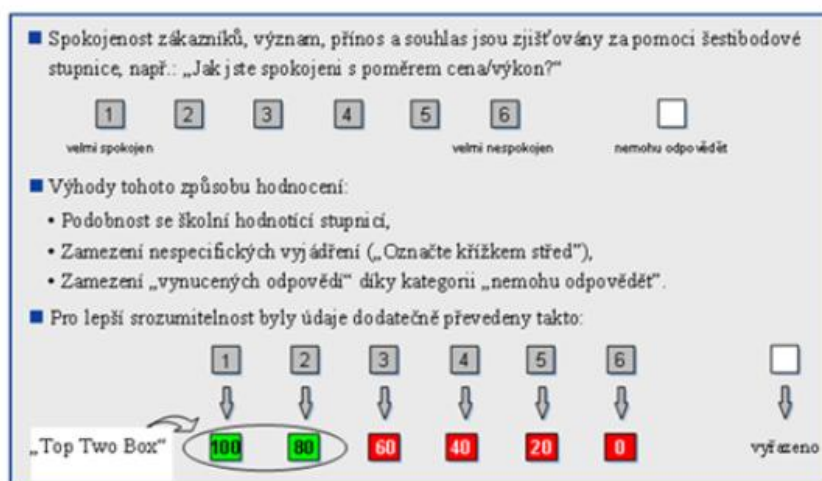 ■ Spokojenost zákazníků, význam, přínos a souhlas jsou zjišťovány za pomoci šestibodové
stupnice, např.: „Jak jste spokojeni s poměrem cena/výkon?“
1 2 3 4 5 6
velmi spokojen velmi nespokojen nemohu odpovědět
■ Výhody tohoto způsobu hodnocení:
• Podobnost se školní hodnotící stupnicí,
• Zamezení nespecifických vyjádření („Označte křížkem střed”),
• Zamezení „vynucených odpovědí“ díky kategorii „nemohu odpovědět”.
■ Pro lepší srozumitelnost byly údaje dodatečně převedeny takto:
1 2 3 4 5 6
„Top Two Box“ 100 80 60 40 20 0 vyřazeno